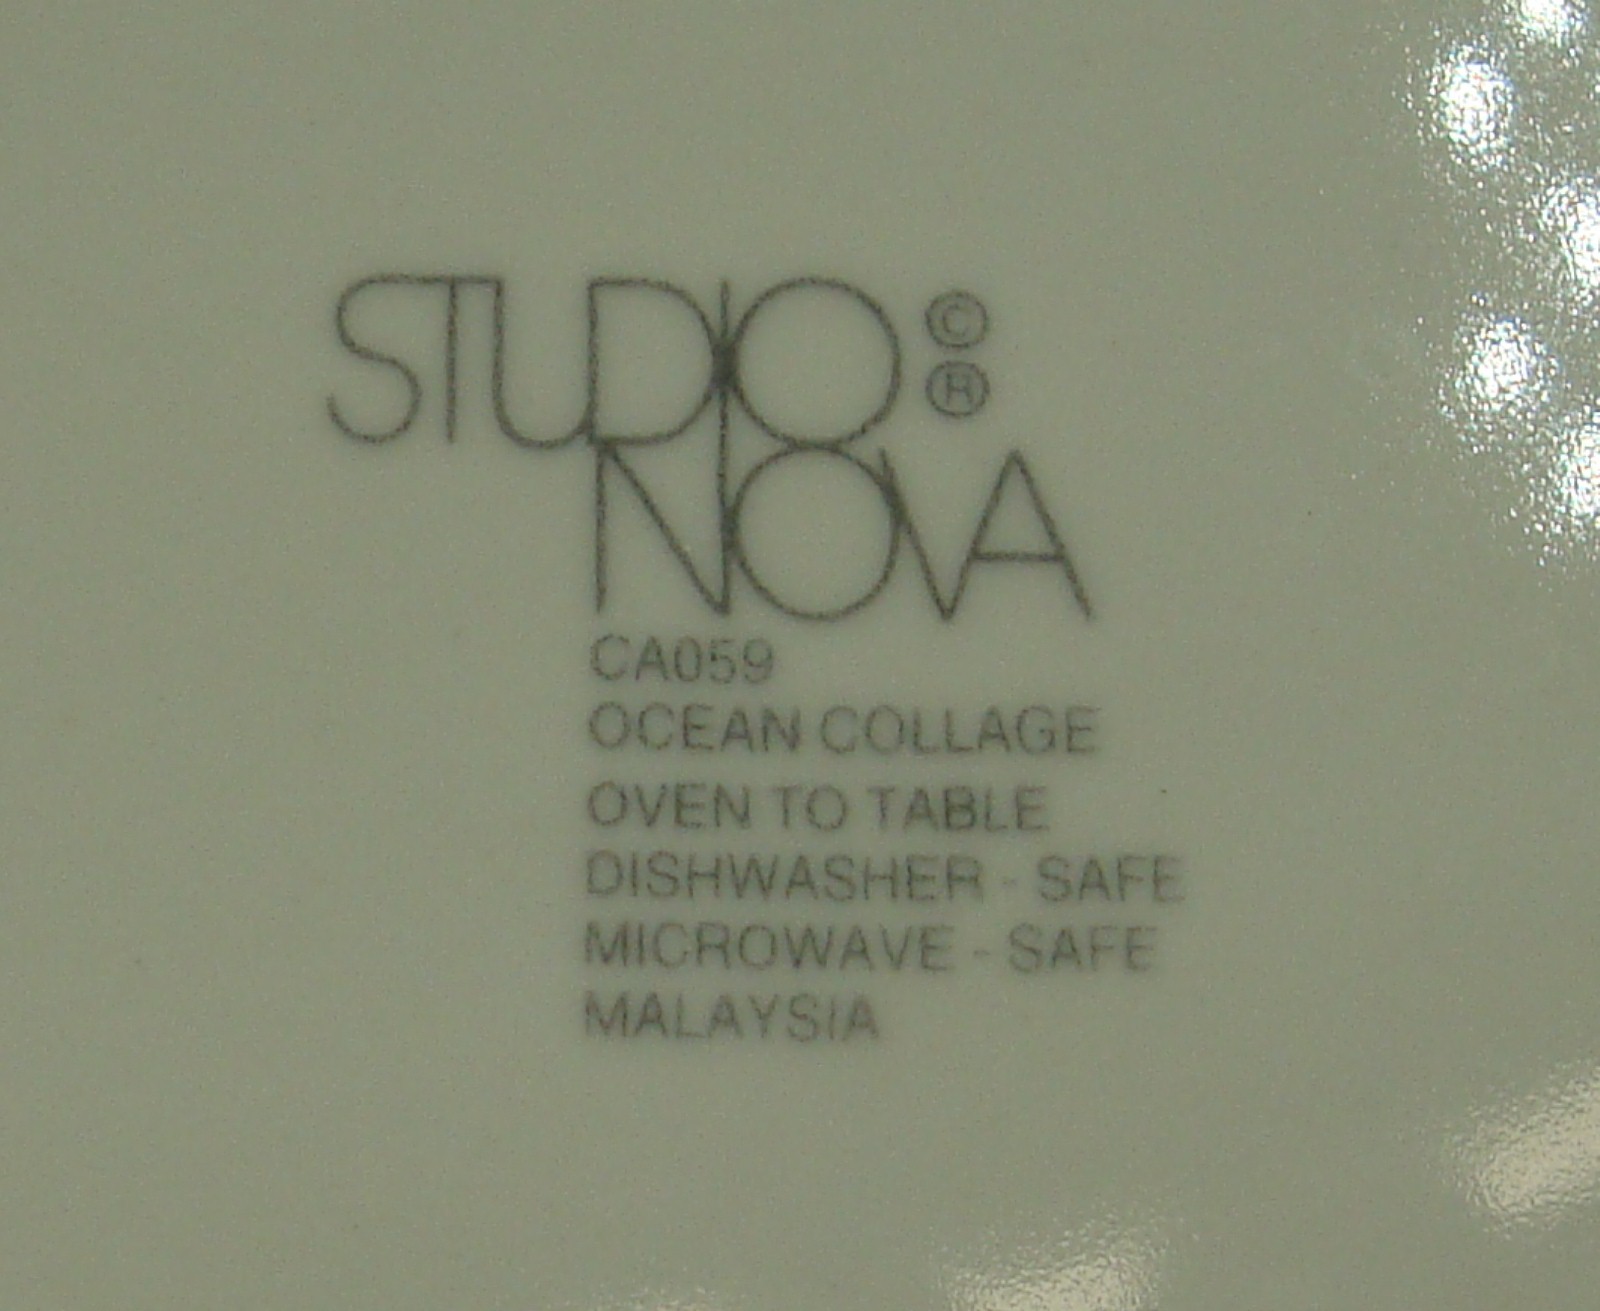 STUDIO © ®
NOVA
CA059
OCEAN COLLAGE
OVEN TO TABLE
DISHWASHER - SAFE
MICROWAVE - SAFE
MALAYSIA